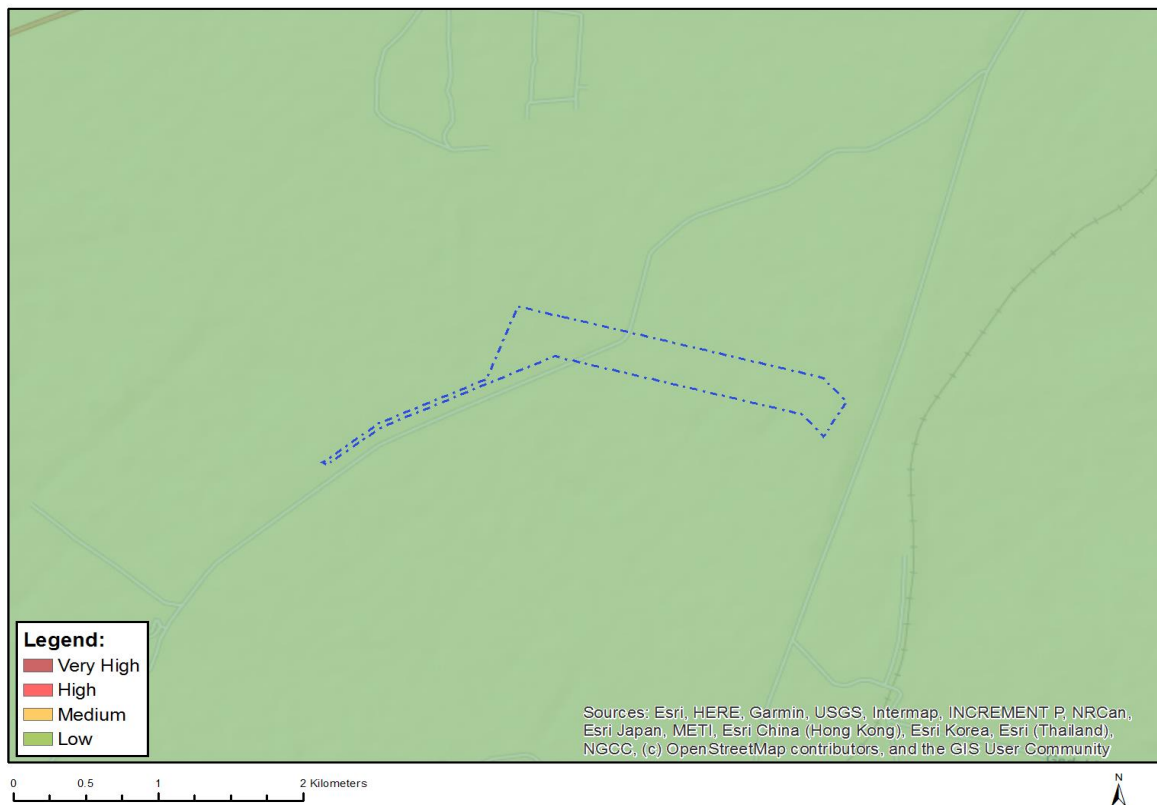 Legend:
Very High
High
Medium
Low
Sources: Esri, HERE, Garmin, USGS, Intermap, INCREMENT P, NRCan,
Esri Japan, METI, Esri China (Hong Kong), Esri Korea, Esri (Thailand),
NGCC, (c) OpenStreetMap contributors, and the GIS User Community
0 0.5 1 2 Kilometers
N